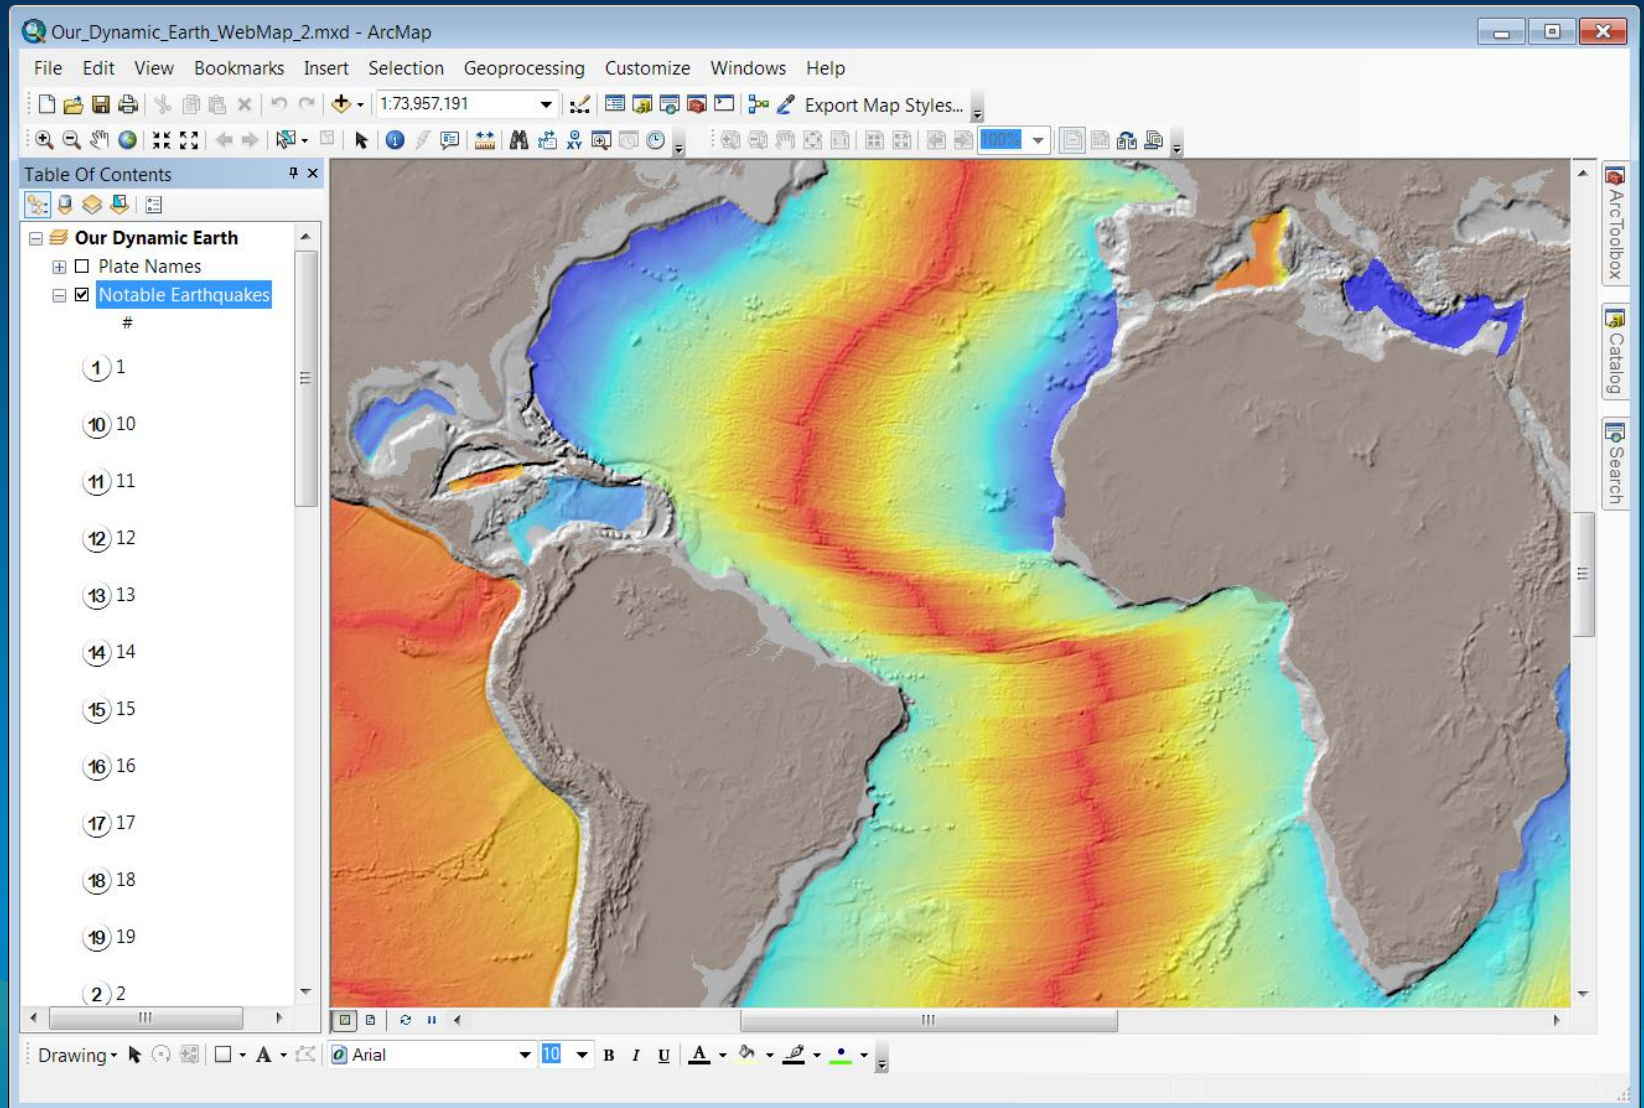 Our_Dynamic_Earth_WebMap_2.mxd - ArcMap
File Edit View Bookmarks Insert Selection Geoprocessing Customize Windows Help
1:73,957,191 Export Map Styles...
100%
Table Of Contents
Our Dynamic Earth
Plate Names
Notable Earthquakes
#
1 1
10 10
11 11
12 12
13 13
14 14
15 15
16 16
17 17
18 18
19 19
2 2
ArcToolbox
Catalog
Search
Drawing A Arial 10 B I U A